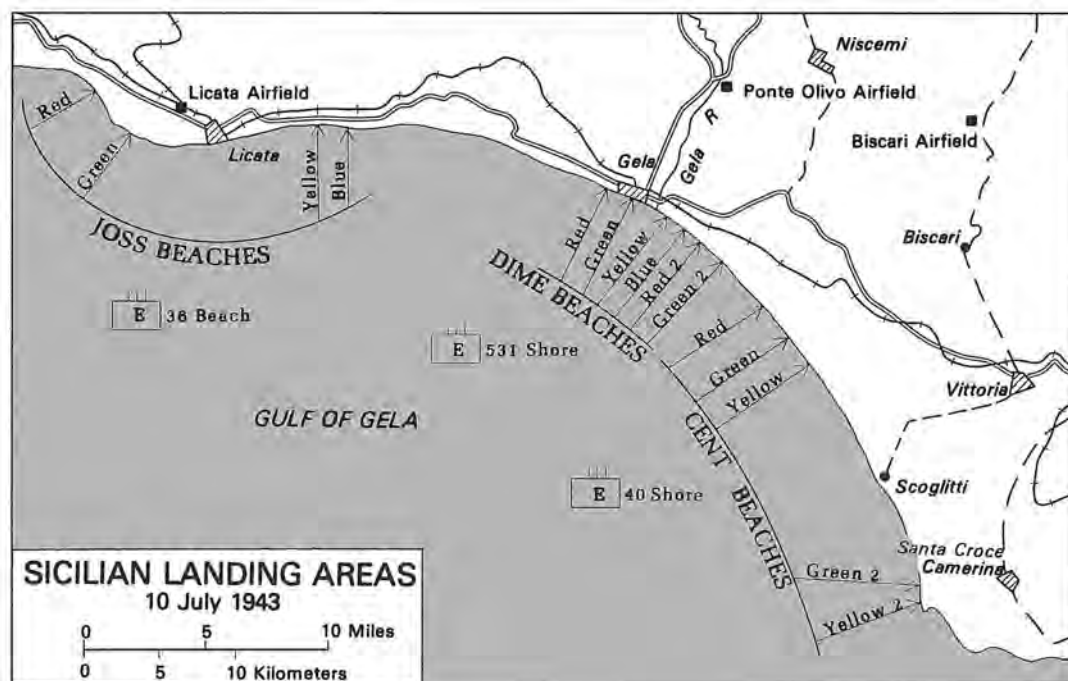 Niscemi
Licata Airfield
Ponte Olivo Airfield
Red
Biscari Airfield
Licata
Green
Yellow
Blue
Gela
Gela R
JOSS BEACHES
Biscari
Red
Green
Yellow
Blue
Red 2
Green 2
DIME BEACHES
E 36 Beach
E 531 Shore
Red
Green
Yellow
Vittoria
GULF OF GELA
CENT BEACHES
Scoglitti
E 40 Shore
Santa Croce
Camerina
Green 2
Yellow 2
SICILIAN LANDING AREAS
10 July 1943
0 5 10 Miles
0 5 10 Kilometers